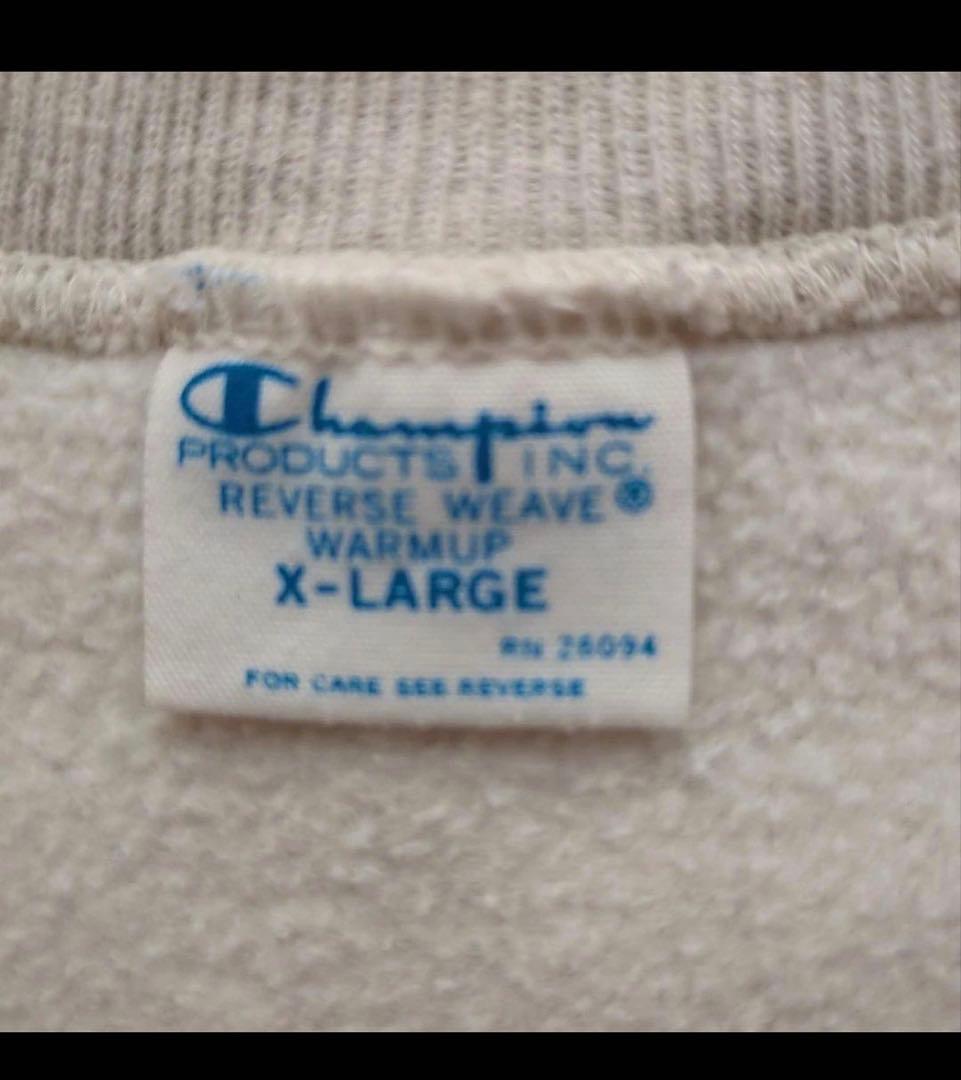 Champion
PRODUCTS INC.
REVERSE WEAVE®
WARMUP
X-LARGE
RN 26094
FOR CARE SEE REVERSE